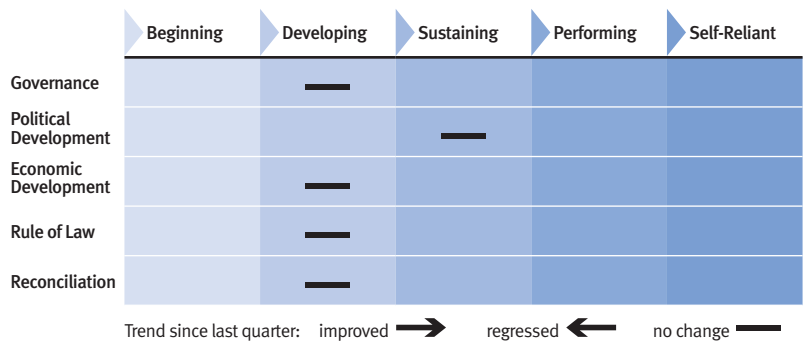 Beginning Developing Sustaining Performing Self-Reliant
Governance
Political
Development
Economic
Development
Rule of Law
Reconciliation
Trend since last quarter: improved regressed no change